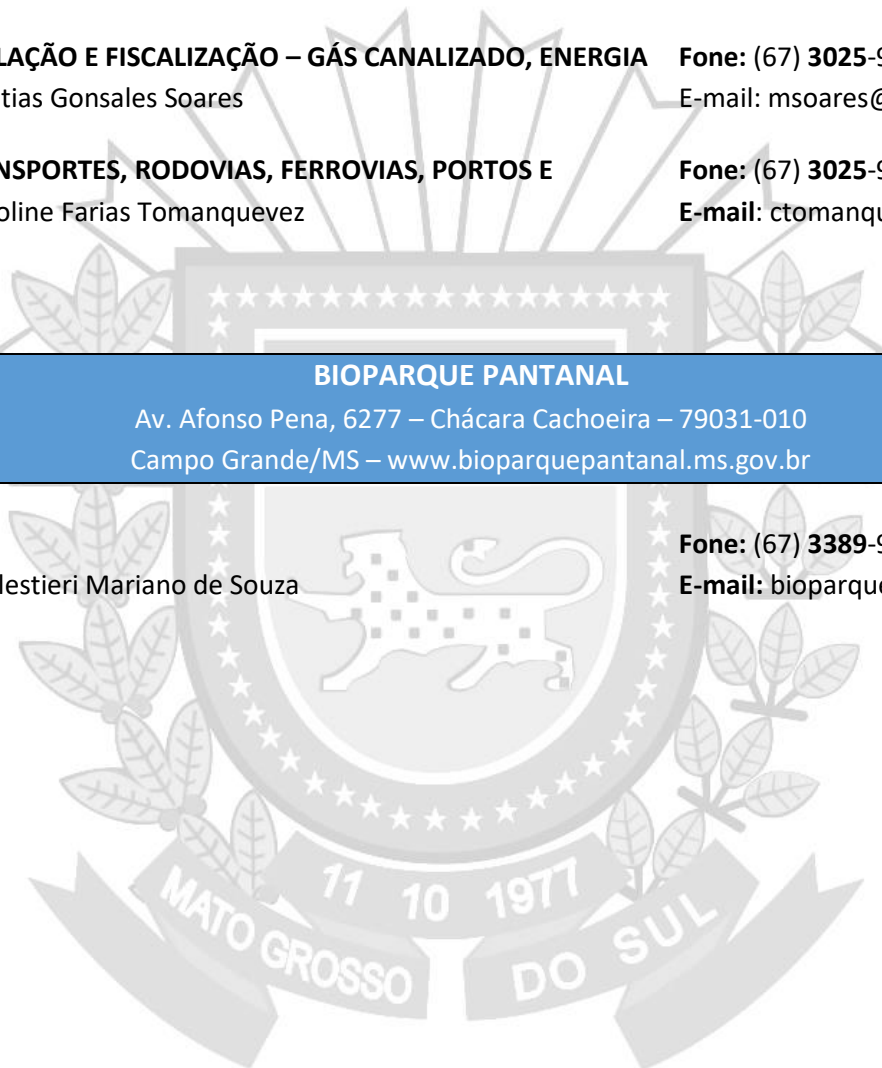 LAÇÃO E FISCALIZAÇÃO – GÁS CANALIZADO, ENERGIA Fone: (67) 3025-9
tias Gonsales Soares E-mail: msoares@
NSPORTES, RODOVIAS, FERROVIAS, PORTOS E Fone: (67) 3025-9
oline Farias Tomanquevez E-mail: ctomanqu
BIOPARQUE PANTANAL
Av. Afonso Pena, 6277 – Chácara Cachoeira – 79031-010
Campo Grande/MS – www.bioparquepantanal.ms.gov.br
Fone: (67) 3389-9
lestieri Mariano de Souza E-mail: bioparque
11 10 1977
MATO GROSSO DO SUL